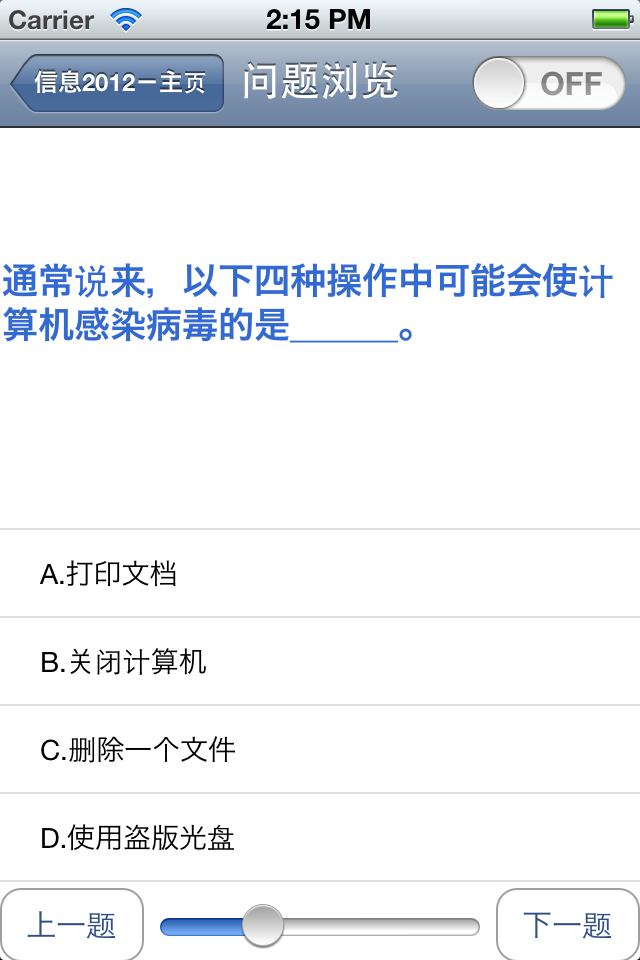 Carrier 2:15 PM
信息2012－主页 问题浏览 OFF
通常说来，以下四种操作中可能会使计
算机感染病毒的是______。
A.打印文档
B.关闭计算机
C.删除一个文件
D.使用盗版光盘
上一题 下一题